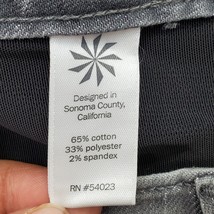 Designed in
Sonoma County,
California
65% cotton
33% polyester
2% spandex
RN #54023